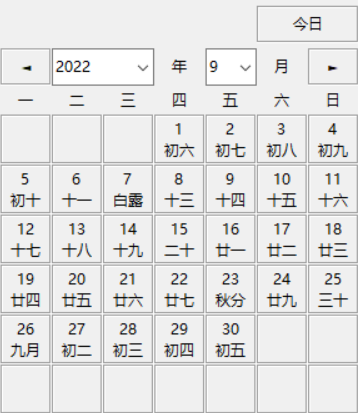 今日
◄ 2022 年 9 月 ►
一 二 三 四 五 六 日
1 2 3 4
初六 初七 初八 初九
5 6 7 8 9 10 11
初十 十一 白露 十三 十四 十五 十六
12 13 14 15 16 17 18
十七 十八 十九 二十 廿一 廿二 廿三
19 20 21 22 23 24 25
廿四 廿五 廿六 廿七 秋分 廿九 三十
26 27 28 29 30
九月 初二 初三 初四 初五